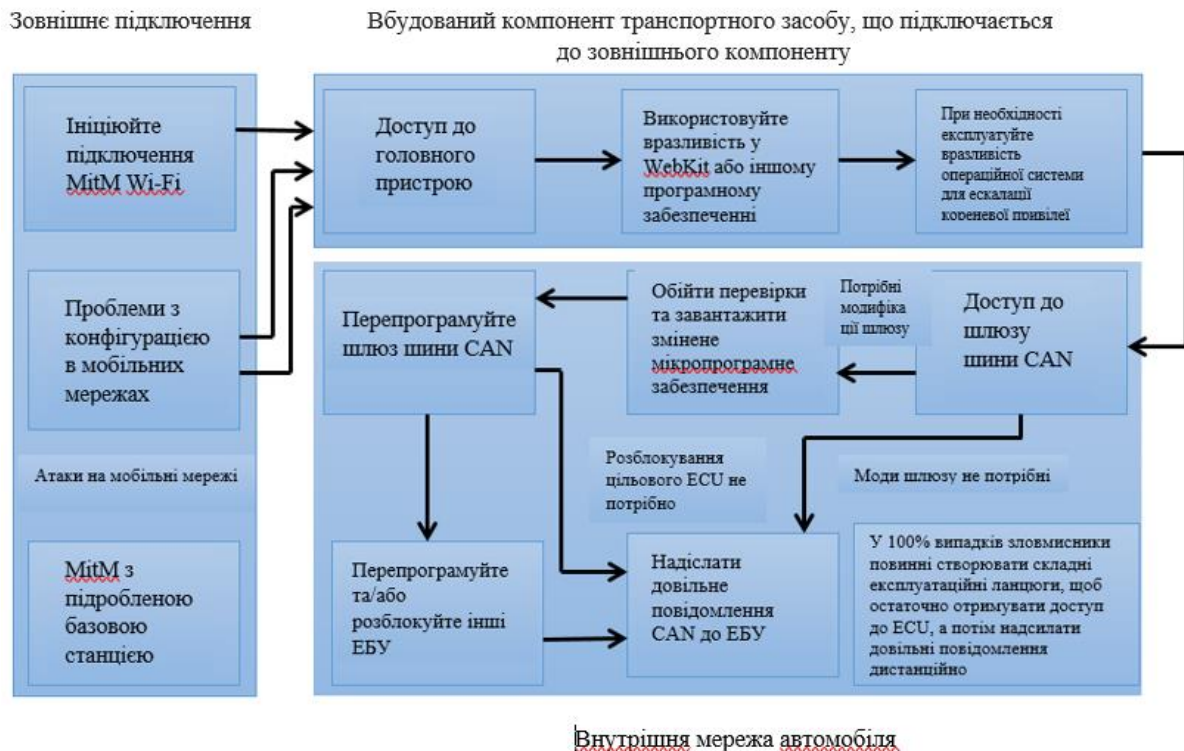 Зовнішнє підключення
Вбудований компонент транспортного засобу, що підключається
до зовнішнього компоненту
Ініціюйте
підключення
MitM Wi-Fi
Доступ до
головного
пристрою
Використовуйте
вразливість у
WebKit або іншому
програмному
забезпеченні
При необхідності
експлуатуйте
вразливість
операційної системи
для ескалації
кореневої привілеї
Проблеми з
конфігурацією
в мобільних
мережах
Перепрограмуйте
шлюз шини CAN
Обійти перевірки
та завантажити
змінене
мікропрограмне
забезпечення
Потрібні
модифіка
ції шлюзу
Доступ до
шлюзу
шини CAN
Атаки на мобільні мережі
Розблокування
цільового ECU не
потрібно
Моди шлюзу не потрібні
MitM з
підробленою
базовою
станцією
Перепрограмуйте
та/або
розблокуйте інші
ЕБУ
Надіслати
довільне
повідомлення
CAN до ЕБУ
У 100% випадків зловмисники
повинні створювати складні
експлуатаційні ланцюги, щоб
остаточно отримувати доступ
до ECU, а потім надсилати
довільні повідомлення
дистанційно
Внутрішня мережа автомобіля